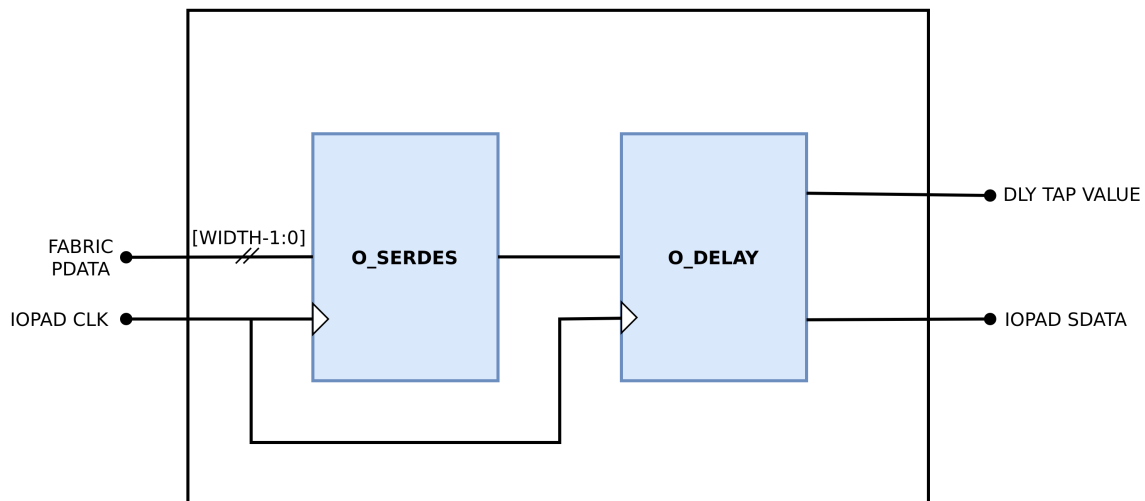 DLY TAP VALUE
[WIDTH-1:0]
FABRIC
PDATA
O_SERDES
O_DELAY
IOPAD CLK
IOPAD SDATA